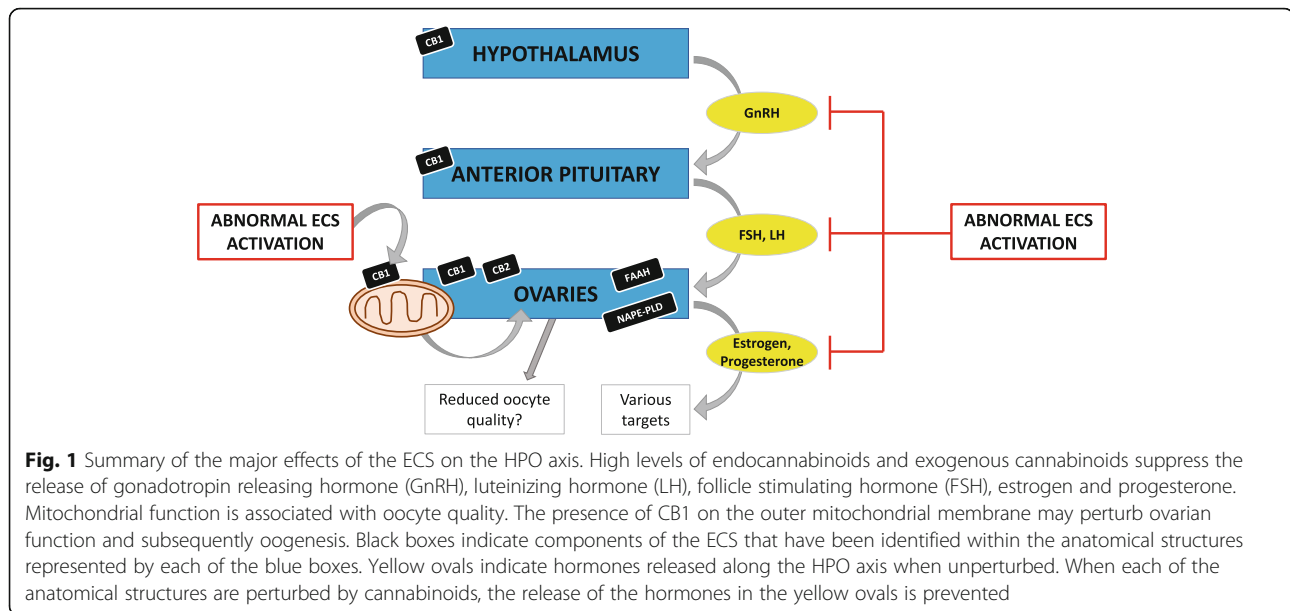 CB1
HYPOTHALAMUS
GnRH
CB1
ANTERIOR PITUITARY
ABNORMAL ECS
ACTIVATION
FSH, LH
ABNORMAL ECS
ACTIVATION
CB1
CB1
CB2
FAAH
OVARIES
NAPE-PLD
Estrogen,
Progesterone
Reduced oocyte
quality?
Various
targets
Fig. 1 Summary of the major effects of the ECS on the HPO axis. High levels of endocannabinoids and exogenous cannabinoids suppress the
release of gonadotropin releasing hormone (GnRH), luteinizing hormone (LH), follicle stimulating hormone (FSH), estrogen and progesterone.
Mitochondrial function is associated with oocyte quality. The presence of CB1 on the outer mitochondrial membrane may perturb ovarian
function and subsequently oogenesis. Black boxes indicate components of the ECS that have been identified within the anatomical structures
represented by each of the blue boxes. Yellow ovals indicate hormones released along the HPO axis when unperturbed. When each of the
anatomical structures are perturbed by cannabinoids, the release of the hormones in the yellow ovals is prevented